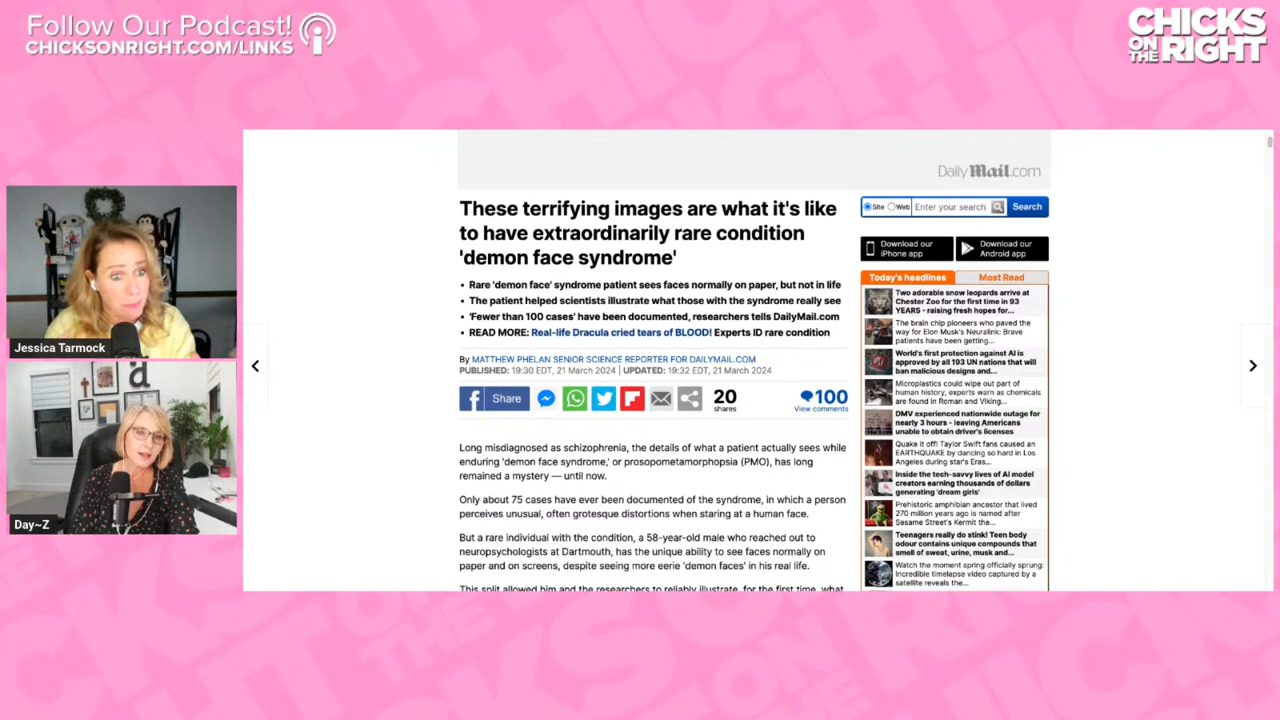 Follow Our Podcast!
CHICKSONRIGHT.COM/LINKS
CHICKS
ON THE RIGHT
DailyMail.com
These terrifying images are what it's like
to have extraordinarily rare condition
'demon face syndrome'
• Rare 'demon face' syndrome patient sees faces normally on paper, but not in life
• The patient helped scientists illustrate what those with the syndrome really see
• 'Fewer than 100 cases' have been documented, researchers tells DailyMail.com
• READ MORE: Real-life Dracula cried tears of BLOOD! Experts ID rare condition
By MATTHEW PHELAN SENIOR SCIENCE REPORTER FOR DAILYMAIL.COM
PUBLISHED: 19:30 EDT, 21 March 2024 | UPDATED: 19:32 EDT, 21 March 2024
Share
20
shares
100
View comments
Long misdiagnosed as schizophrenia, the details of what a patient actually sees while
enduring 'demon face syndrome,' or prosopometamorphopsia (PMO), has long
remained a mystery — until now.
Only about 75 cases have ever been documented of the syndrome, in which a person
perceives unusual, often grotesque distortions when staring at a human face.
But a rare individual with the condition, a 58-year-old male who reached out to
neuropsychologists at Dartmouth, has the unique ability to see faces normally on
paper and on screens, despite seeing more eerie 'demon faces' in his real life.
This split allowed him and the researchers to reliably illustrate, for the first time, what
Site Web Enter your search Search
Download our
iPhone app
Download our
Android app
Today's headlines Most Read
Two adorable snow leopards arrive at
Chester Zoo for the first time in 93
YEARS - raising fresh hopes for...
The brain chip pioneers who paved the
way for Elon Musk's Neuralink: Brave
patients have been getting...
World's first protection against AI is
approved by all 193 UN nations that will
ban malicious designs and...
Microplastics could wipe out part of
human history, experts warn as chemicals
are found in Roman and Viking...
DMV experienced nationwide outage for
nearly 3 hours - leaving Americans
unable to obtain driver's licenses
Quake it off! Taylor Swift fans caused an
EARTHQUAKE by dancing so hard in Los
Angeles during star's Eras...
Inside the tech-savvy lives of AI model
creators earning thousands of dollars
generating 'dream girls'
Prehistoric amphibian ancestor that lived
270 million years ago is named after
Sesame Street's Kermit the...
Teenagers really do stink! Teen body
odour contains unique compounds that
smell of sweat, urine, musk and...
Watch the moment spring officially sprung:
Incredible timelapse video captured by a
satellite reveals the...
Jessica Tarmock
a
Day~Z